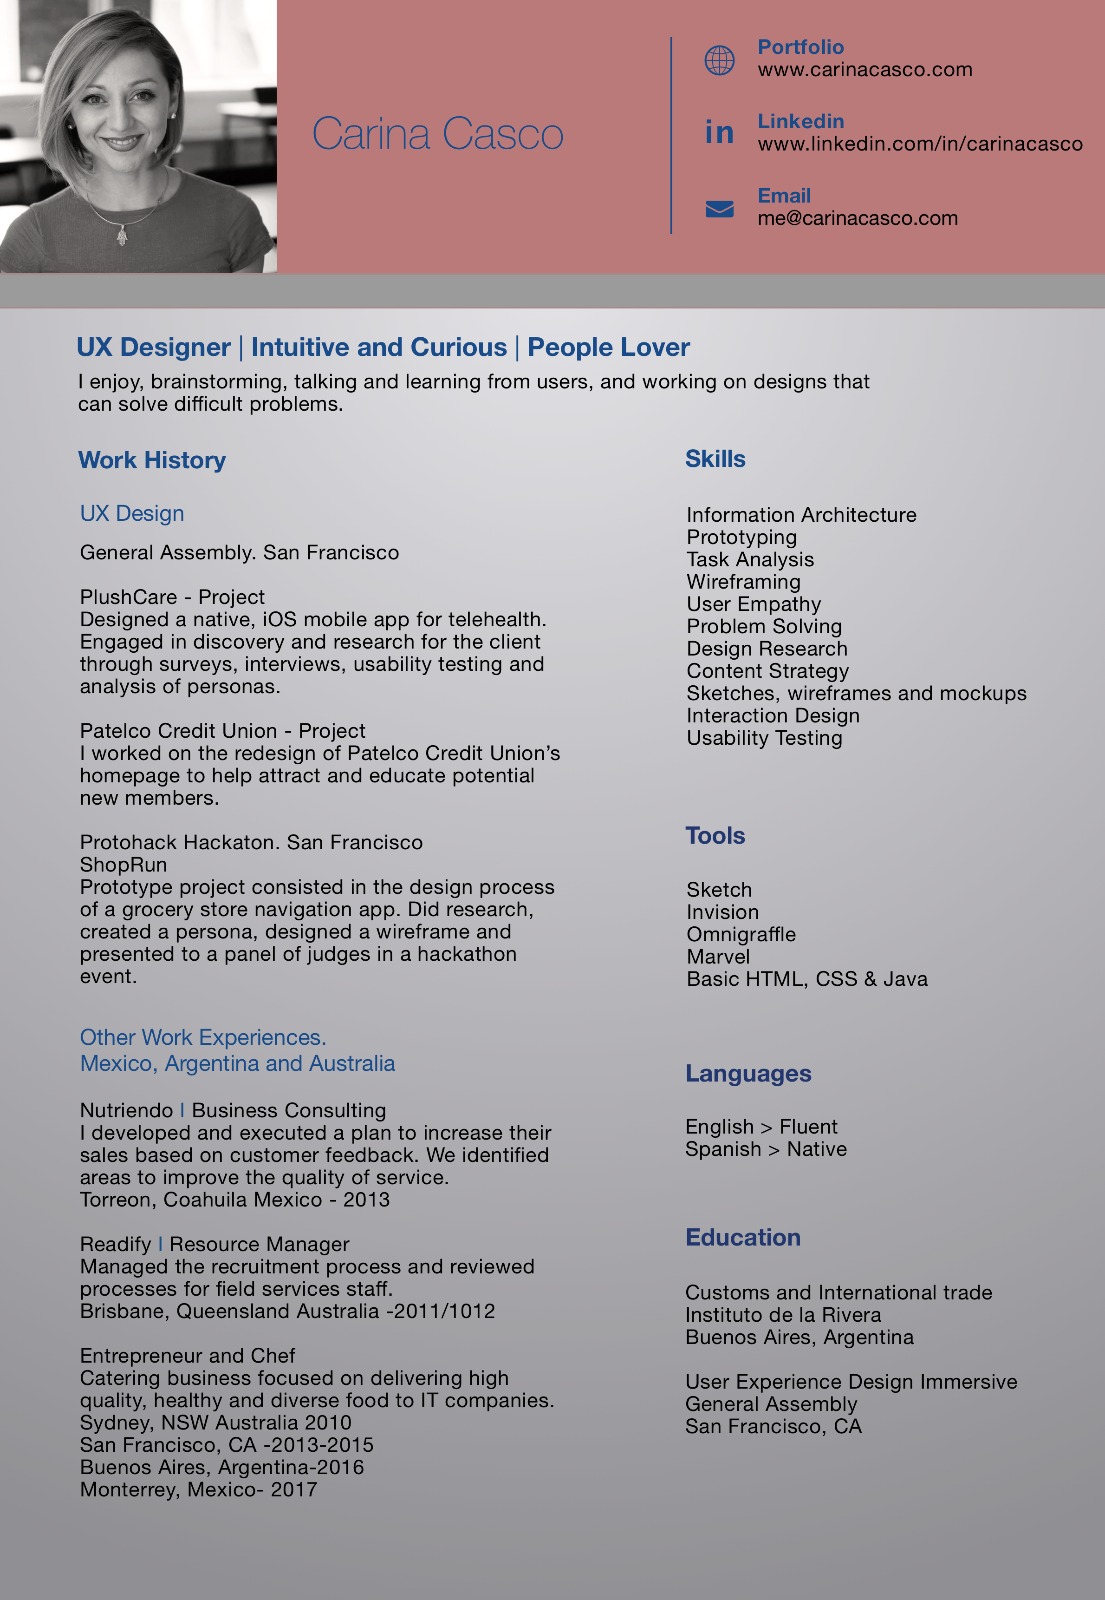 Carina Casco
Portfolio
www.carinacasco.com
in
Linkedin
www.linkedin.com/in/carinacasco
Email
me@carinacasco.com
UX Designer | Intuitive and Curious | People Lover
I enjoy, brainstorming, talking and learning from users, and working on designs that
can solve difficult problems.
Work History
UX Design
General Assembly. San Francisco
PlushCare - Project
Designed a native, iOS mobile app for telehealth.
Engaged in discovery and research for the client
through surveys, interviews, usability testing and
analysis of personas.
Patelco Credit Union - Project
I worked on the redesign of Patelco Credit Union’s
homepage to help attract and educate potential
new members.
Protohack Hackaton. San Francisco
ShopRun
Prototype project consisted in the design process
of a grocery store navigation app. Did research,
created a persona, designed a wireframe and
presented to a panel of judges in a hackathon
event.
Other Work Experiences.
Mexico, Argentina and Australia
Nutriendo I Business Consulting
I developed and executed a plan to increase their
sales based on customer feedback. We identified
areas to improve the quality of service.
Torreon, Coahuila Mexico - 2013
Readify I Resource Manager
Managed the recruitment process and reviewed
processes for field services staff.
Brisbane, Queensland Australia -2011/1012
Entrepreneur and Chef
Catering business focused on delivering high
quality, healthy and diverse food to IT companies.
Sydney, NSW Australia 2010
San Francisco, CA -2013-2015
Buenos Aires, Argentina-2016
Monterrey, Mexico- 2017
Skills
Information Architecture
Prototyping
Task Analysis
Wireframing
User Empathy
Problem Solving
Design Research
Content Strategy
Sketches, wireframes and mockups
Interaction Design
Usability Testing
Tools
Sketch
Invision
Omnigraffle
Marvel
Basic HTML, CSS & Java
Languages
English > Fluent
Spanish > Native
Education
Customs and International trade
Instituto de la Rivera
Buenos Aires, Argentina
User Experience Design Immersive
General Assembly
San Francisco, CA